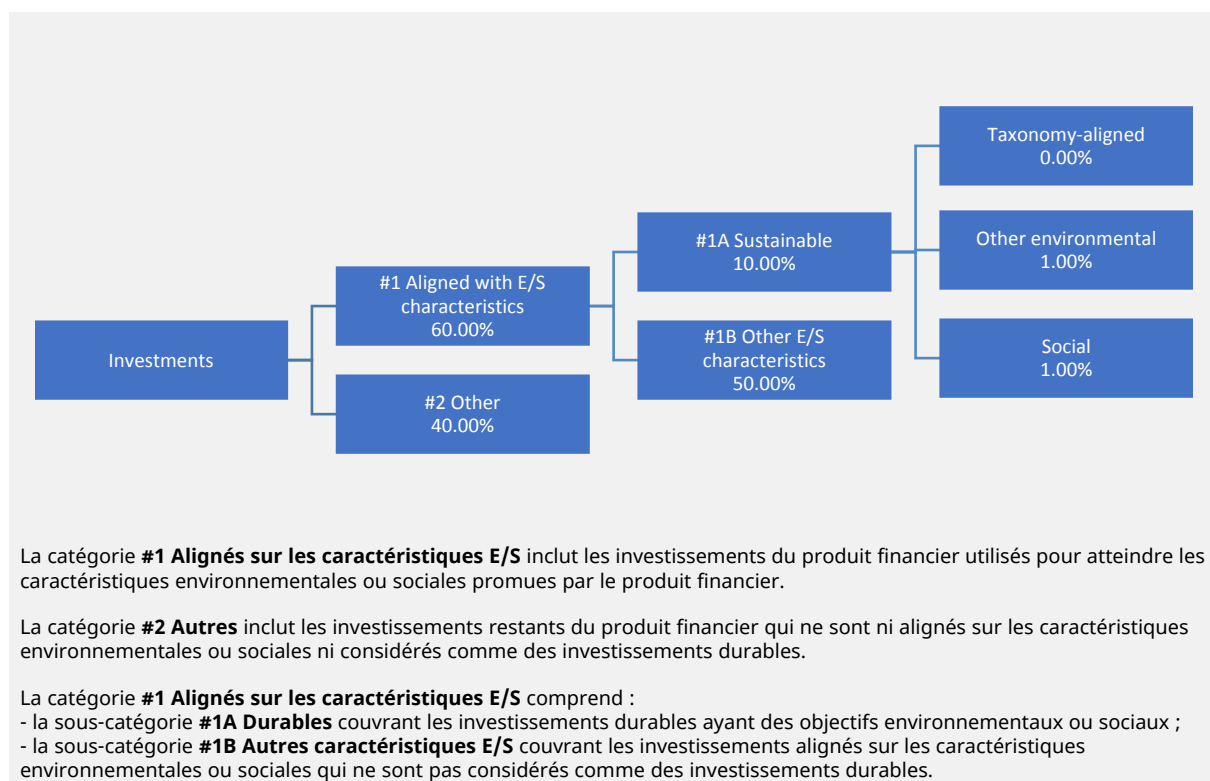 Taxonomy-aligned
0.00%
#1A Sustainable
10.00%
Other environmental
1.00%
#1 Aligned with E/S
characteristics
60.00%
Investments
#1B Other E/S
characteristics
50.00%
Social
1.00%
#2 Other
40.00%
La catégorie #1 Alignés sur les caractéristiques E/S inclut les investissements du produit financier utilisés pour atteindre les
caractéristiques environnementales ou sociales promues par le produit financier.
La catégorie #2 Autres inclut les investissements restants du produit financier qui ne sont ni alignés sur les caractéristiques
environnementales ou sociales ni considérés comme des investissements durables.
La catégorie #1 Alignés sur les caractéristiques E/S comprend :
- la sous-catégorie #1A Durables couvrant les investissements durables ayant des objectifs environnementaux ou sociaux ;
- la sous-catégorie #1B Autres caractéristiques E/S couvrant les investissements alignés sur les caractéristiques
environnementales ou sociales qui ne sont pas considérés comme des investissements durables.